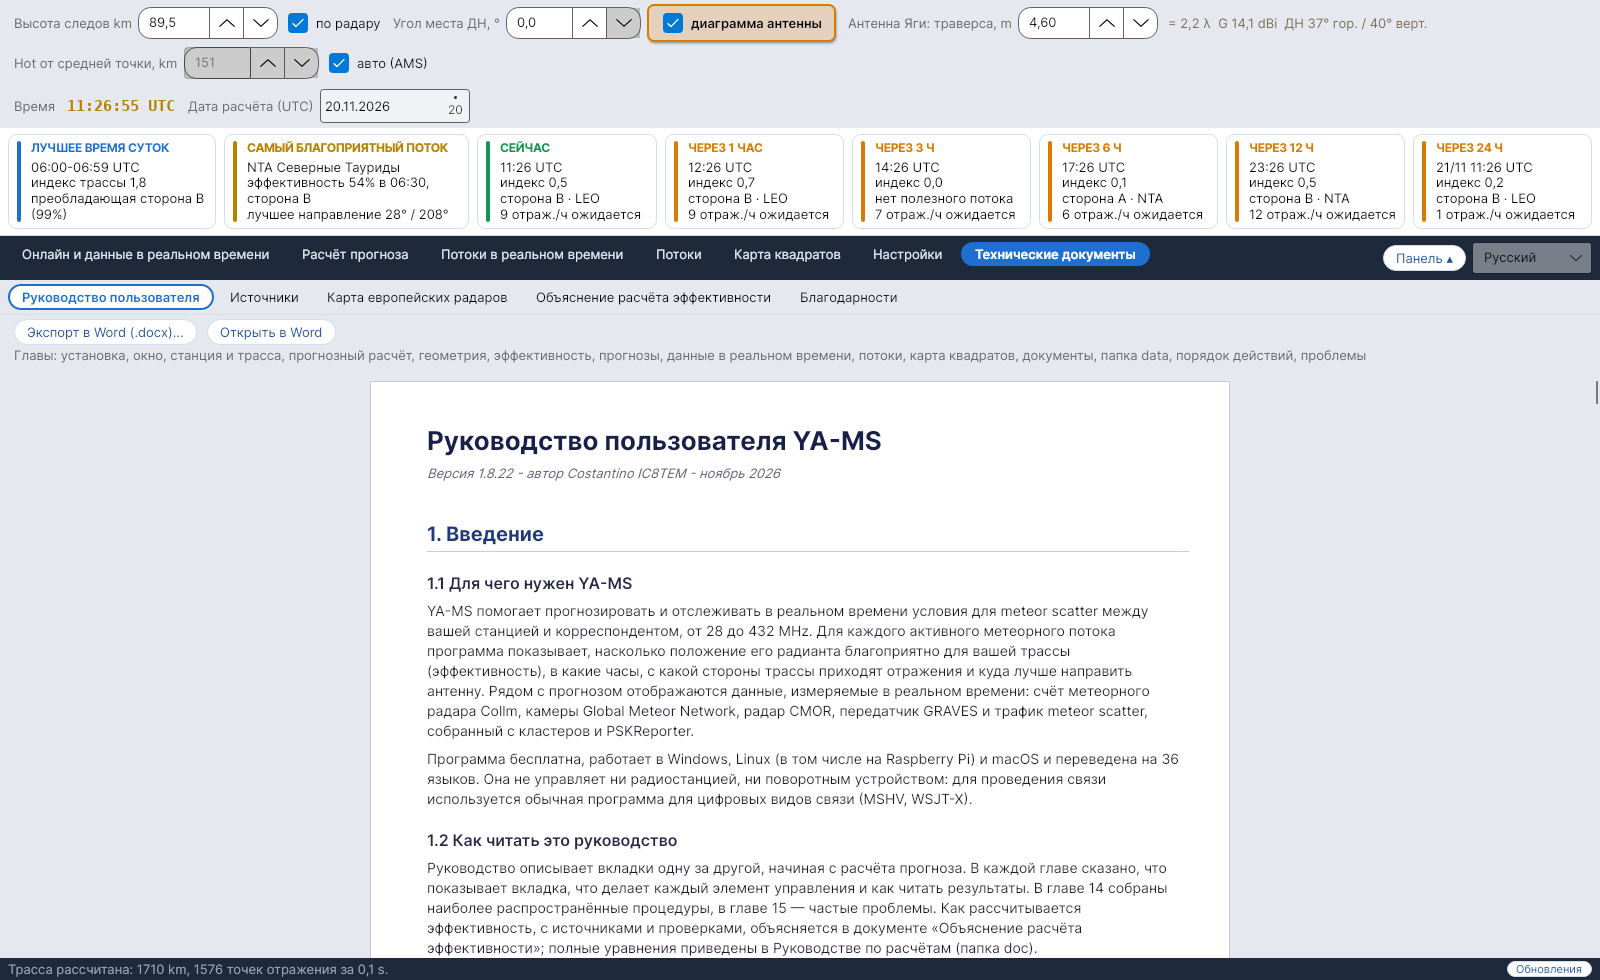 Высота следов km 89,5 по радару Угол места ДН, ° 0,0 диаграмма антенны Антенна Яги: траверса, m 4,60 = 2,2 λ G 14,1 dBi ДН 37° гор. / 40° верт.
Hot от средней точки, km 151 авто (AMS)
Время 11:26:55 UTC Дата расчёта (UTC) 20.11.2026 20
ЛУЧШЕЕ ВРЕМЯ СУТОК
06:00-06:59 UTC
индекс трассы 1,8
преобладающая сторона B
(99%)
САМЫЙ БЛАГОПРИЯТНЫЙ ПОТОК
NTA Северные Тауриды
эффективность 54% в 06:30,
сторона B
лучшее направление 28° / 208°
СЕЙЧАС
11:26 UTC
индекс 0,5
сторона B · LEO
9 отраж./ч ожидается
ЧЕРЕЗ 1 ЧАС
12:26 UTC
индекс 0,7
сторона B · LEO
9 отраж./ч ожидается
ЧЕРЕЗ 3 Ч
14:26 UTC
индекс 0,0
нет полезного потока
7 отраж./ч ожидается
ЧЕРЕЗ 6 Ч
17:26 UTC
индекс 0,1
сторона A · NTA
6 отраж./ч ожидается
ЧЕРЕЗ 12 Ч
23:26 UTC
индекс 0,5
сторона B · NTA
12 отраж./ч ожидается
ЧЕРЕЗ 24 Ч
21/11 11:26 UTC
индекс 0,2
сторона B · LEO
1 отраж./ч ожидается
Онлайн и данные в реальном времени Расчёт прогноза Потоки в реальном времени Потоки Карта квадратов Настройки Технические документы Панель ▴ Русский
Руководство пользователя Источники Карта европейских радаров Объяснение расчёта эффективности Благодарности
Экспорт в Word (.docx)... Открыть в Word
Главы: установка, окно, станция и трасса, прогнозный расчёт, геометрия, эффективность, прогнозы, данные в реальном времени, потоки, карта квадратов, документы, папка data, порядок действий, проблемы
Руководство пользователя YA-MS
Версия 1.8.22 - автор Costantino IC8TEM - ноябрь 2026
1. Введение
1.1 Для чего нужен YA-MS
YA-MS помогает прогнозировать и отслеживать в реальном времени условия для meteor scatter между
вашей станцией и корреспондентом, от 28 до 432 MHz. Для каждого активного метеорного потока
программа показывает, насколько положение его радианта благоприятно для вашей трассы
(эффективность), в какие часы, с какой стороны трассы приходят отражения и куда лучше направить
антенну. Рядом с прогнозом отображаются данные, измеряемые в реальном времени: счёт метеорного
радара Collm, камеры Global Meteor Network, радар CMOR, передатчик GRAVES и трафик meteor scatter,
собранный с кластеров и PSKReporter.
Программа бесплатна, работает в Windows, Linux (в том числе на Raspberry Pi) и macOS и переведена на 36
языков. Она не управляет ни радиостанцией, ни поворотным устройством: для проведения связи
используется обычная программа для цифровых видов связи (MSHV, WSJT-X).
1.2 Как читать это руководство
Руководство описывает вкладки одну за другой, начиная с расчёта прогноза. В каждой главе сказано, что
показывает вкладка, что делает каждый элемент управления и как читать результаты. В главе 14 собраны
наиболее распространённые процедуры, в главе 15 — частые проблемы. Как рассчитывается
эффективность, с источниками и проверками, объясняется в документе «Объяснение расчёта
эффективности»; полные уравнения приведены в Руководстве по расчётам (папка doc).
Трасса рассчитана: 1710 km, 1576 точек отражения за 0,1 s. Обновления